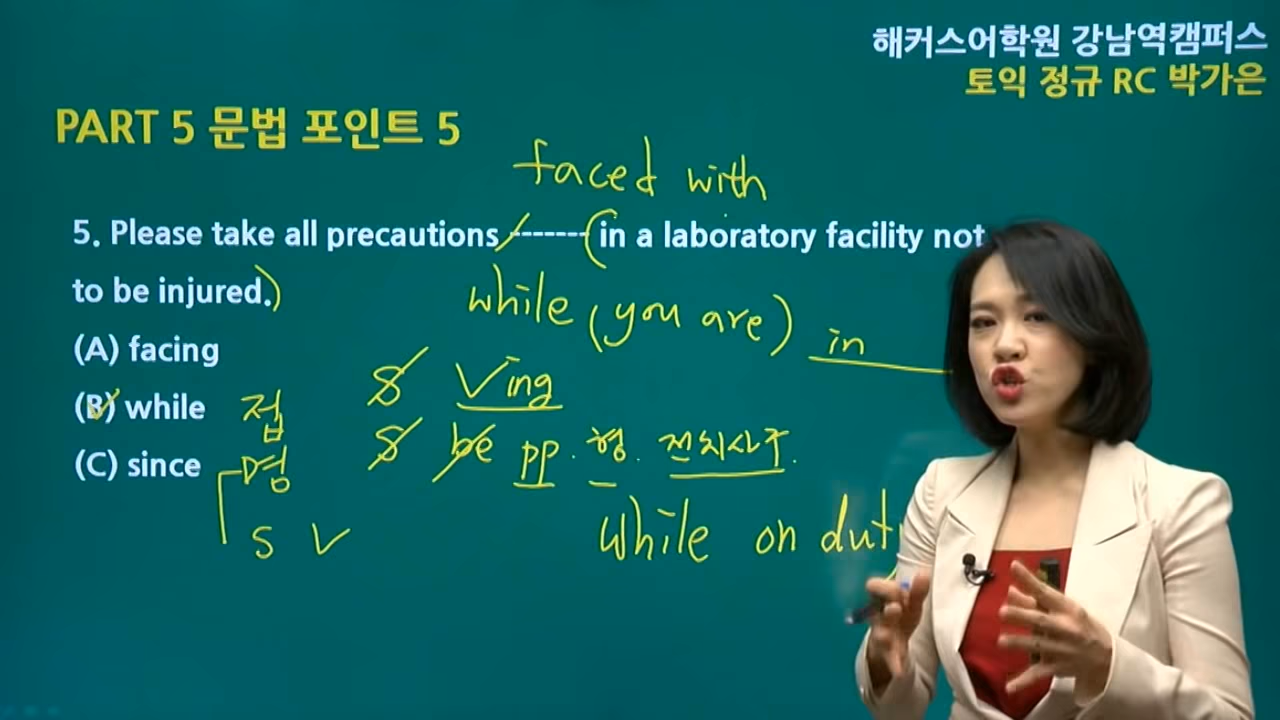 해커스어학원 강남역캠퍼스
토익 정규 RC 박가은
PART 5 문법 포인트 5
faced with
5. Please take all precautions ------- (in a laboratory facility not
to be injured.)
while (you are) in
(A) facing
S Ving
(B) while 접
S be pp. 형. 전치사구.
(C) since 명
S V
while on dut